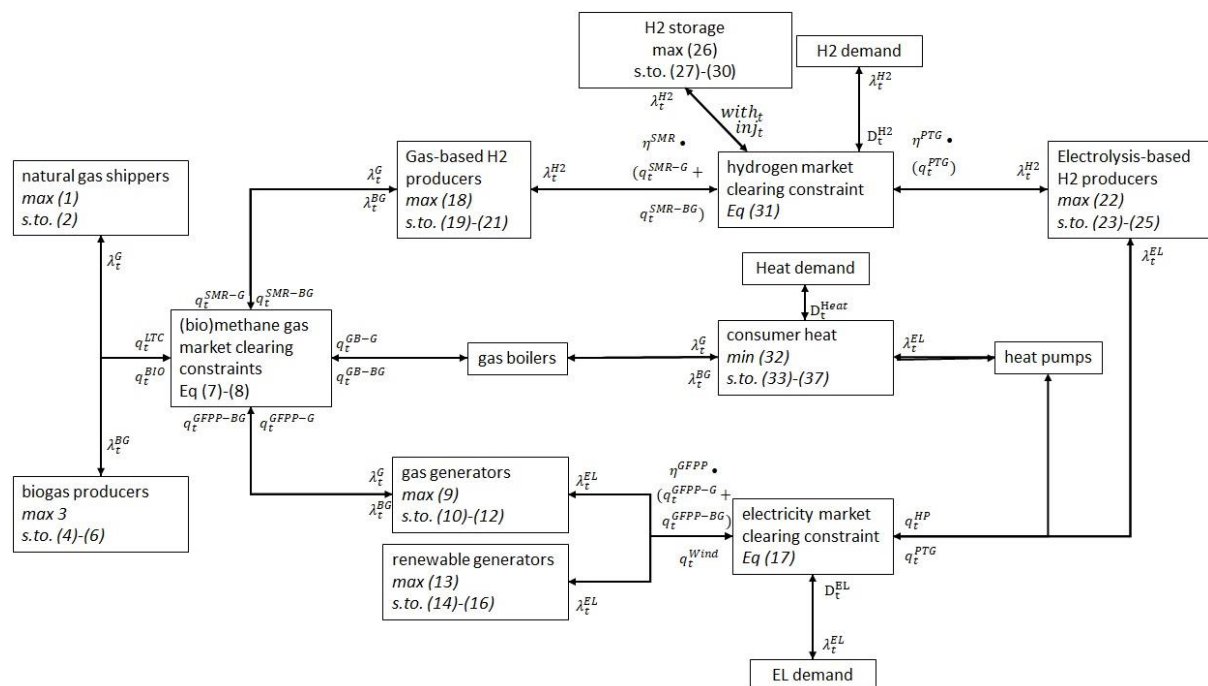 H2 storage
max (26)
s.to. (27)-(30)
H2 demand
λ_t^{H2}
λ_t^{H2}
with_t
inj_t
D_t^{H2}
natural gas shippers
max (1)
s.to. (2)
λ_t^G
λ_t^G
λ_t^{BG}
Gas-based H2
producers
max (18)
s.to. (19)-(21)
λ_t^{H2}
η^{SMR} •
(q_t^{SMR-G} +
q_t^{SMR-BG})
hydrogen market
clearing constraint
Eq (31)
η^{PTG} •
(q_t^{PTG})
λ_t^{H2}
Electrolysis-based
H2 producers
max (22)
s.to. (23)-(25)
λ_t^{EL}
Heat demand
D_t^{Heat}
q_t^{SMR-G} q_t^{SMR-BG}
q_t^{LTC}
q_t^{BIO}
(bio)methane gas
market clearing
constraints
Eq (7)-(8)
q_t^{GB-G}
q_t^{GB-BG}
gas boilers
λ_t^G
λ_t^{BG}
consumer heat
min (32)
s.to. (33)-(37)
λ_t^{EL}
heat pumps
q_t^{GFPP-BG} q_t^{GFPP-G}
λ_t^{BG}
biogas producers
max 3
s.to. (4)-(6)
λ_t^G
λ_t^{BG}
gas generators
max (9)
s.to. (10)-(12)
λ_t^{EL}
η^{GFPP} •
(q_t^{GFPP-G} +
q_t^{GFPP-BG})
q_t^{Wind}
electricity market
clearing constraint
Eq (17)
q_t^{HP}
q_t^{PTG}
renewable generators
max (13)
s.to. (14)-(16)
λ_t^{EL}
D_t^{EL}
λ_t^{EL}
EL demand